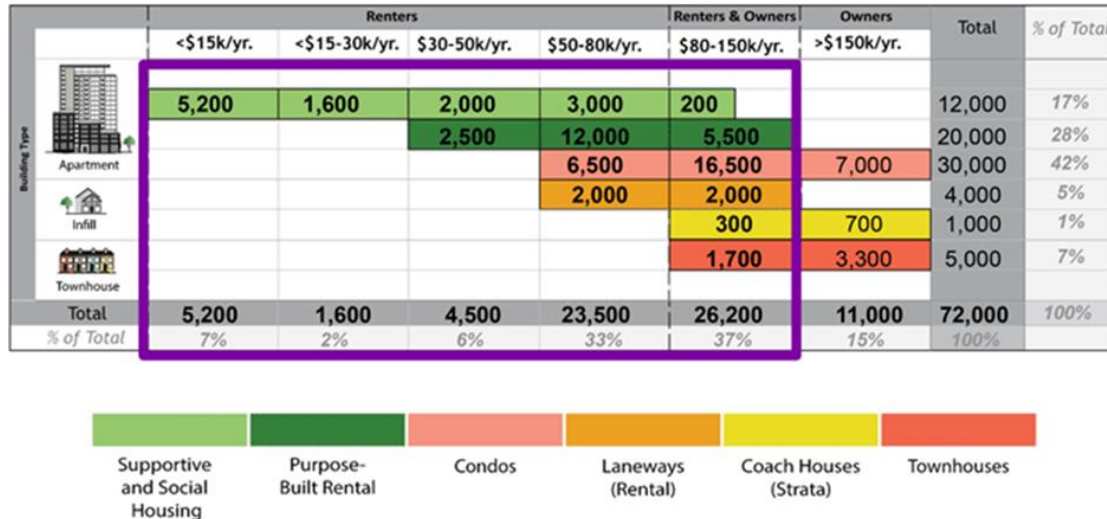 Renters Renters & Owners Owners Total % of Total
<$15k/yr. <$15-30k/yr. $30-50k/yr. $50-80k/yr. $80-150k/yr. >$150k/yr.
Building Type
5,200 1,600 2,000 3,000 200 12,000 17%
2,500 12,000 5,500 20,000 28%
Apartment 6,500 16,500 7,000 30,000 42%
2,000 2,000 4,000 5%
Infill 300 700 1,000 1%
1,700 3,300 5,000 7%
Townhouse
Total 5,200 1,600 4,500 23,500 26,200 11,000 72,000 100%
% of Total 7% 2% 6% 33% 37% 15% 100%
Supportive and Social Housing
Purpose-Built Rental
Condos
Laneways (Rental)
Coach Houses (Strata)
Townhouses